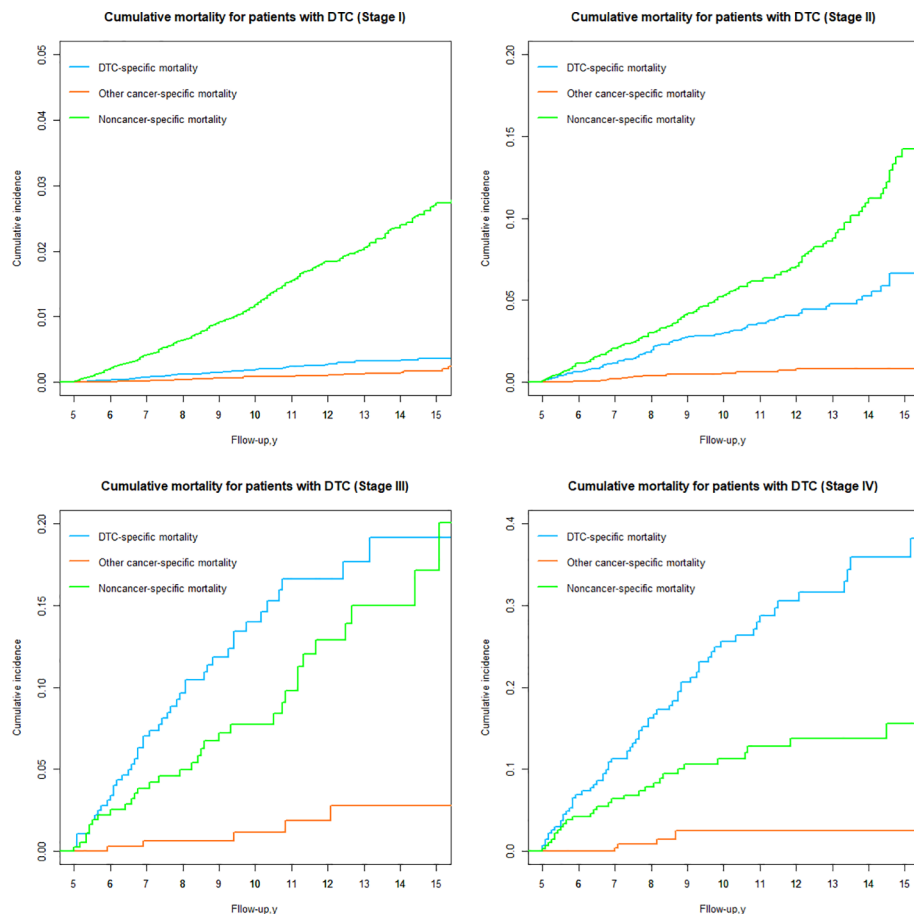 Cumulative mortality for patients with DTC (Stage I)
DTC-specific mortality
Other cancer-specific mortality
Noncancer-specific mortality
Cumulative incidence
0.05
0.04
0.03
0.02
0.01
0.00
5 6 7 8 9 10 11 12 13 14 15
Fllow-up,y
Cumulative mortality for patients with DTC (Stage II)
DTC-specific mortality
Other cancer-specific mortality
Noncancer-specific mortality
Cumulative incidence
0.20
0.15
0.10
0.05
0.00
5 6 7 8 9 10 11 12 13 14 15
Fllow-up,y
Cumulative mortality for patients with DTC (Stage III)
DTC-specific mortality
Other cancer-specific mortality
Noncancer-specific mortality
Cumulative incidence
0.20
0.15
0.10
0.05
0.00
5 6 7 8 9 10 11 12 13 14 15
Fllow-up,y
Cumulative mortality for patients with DTC (Stage IV)
DTC-specific mortality
Other cancer-specific mortality
Noncancer-specific mortality
Cumulative incidence
0.4
0.3
0.2
0.1
0.0
5 6 7 8 9 10 11 12 13 14 15
Fllow-up,y